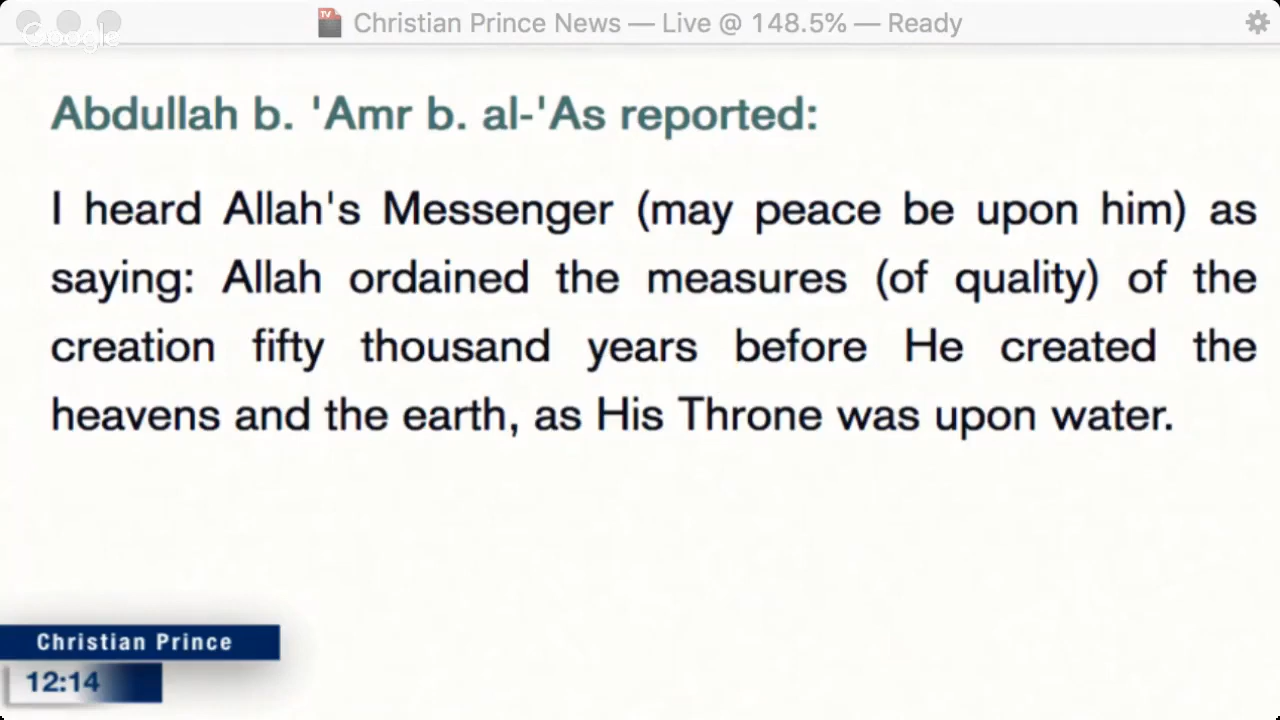 TV Christian Prince News — Live @ 148.5% — Ready
Google
Abdullah b. 'Amr b. al-'As reported:
I heard Allah's Messenger (may peace be upon him) as
saying: Allah ordained the measures (of quality) of the
creation fifty thousand years before He created the
heavens and the earth, as His Throne was upon water.
Christian Prince
12:14